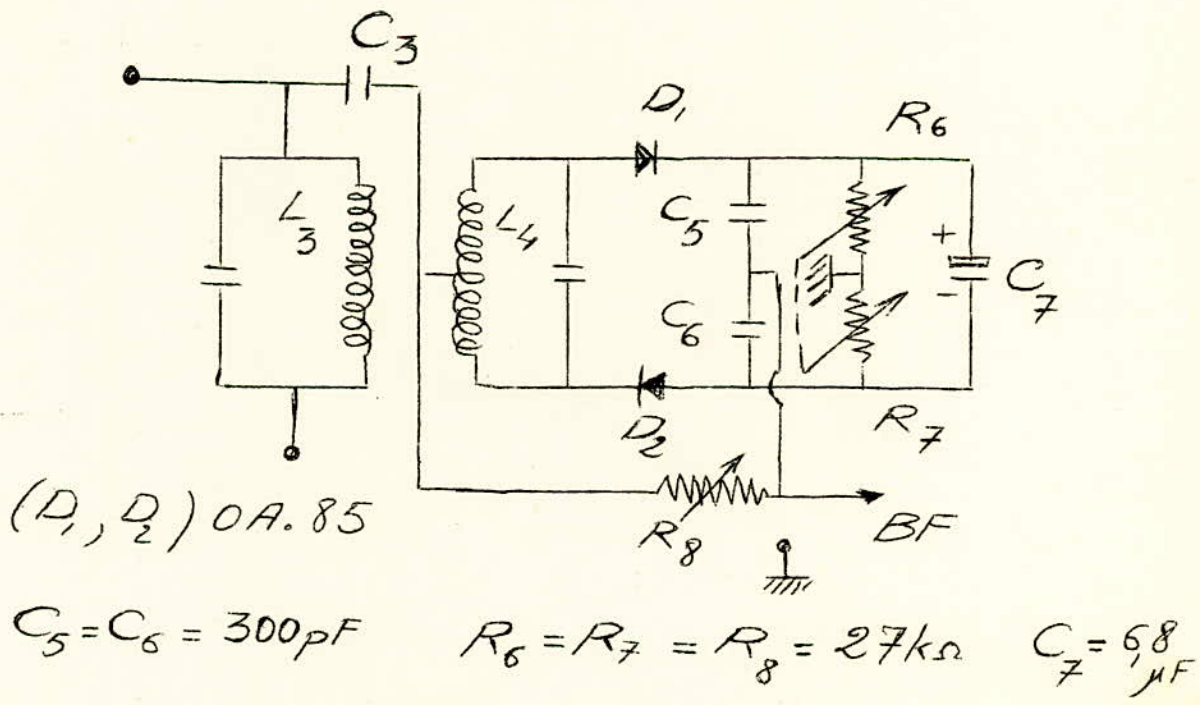 C3
D1
R6
L3
L4
C5
+
C6
-
C7
D2
R7
R8
BF
(D1, D2) OA.85
C5 = C6 = 300pF
R6 = R7 = R8 = 27kΩ
C7 = 6,8 μF